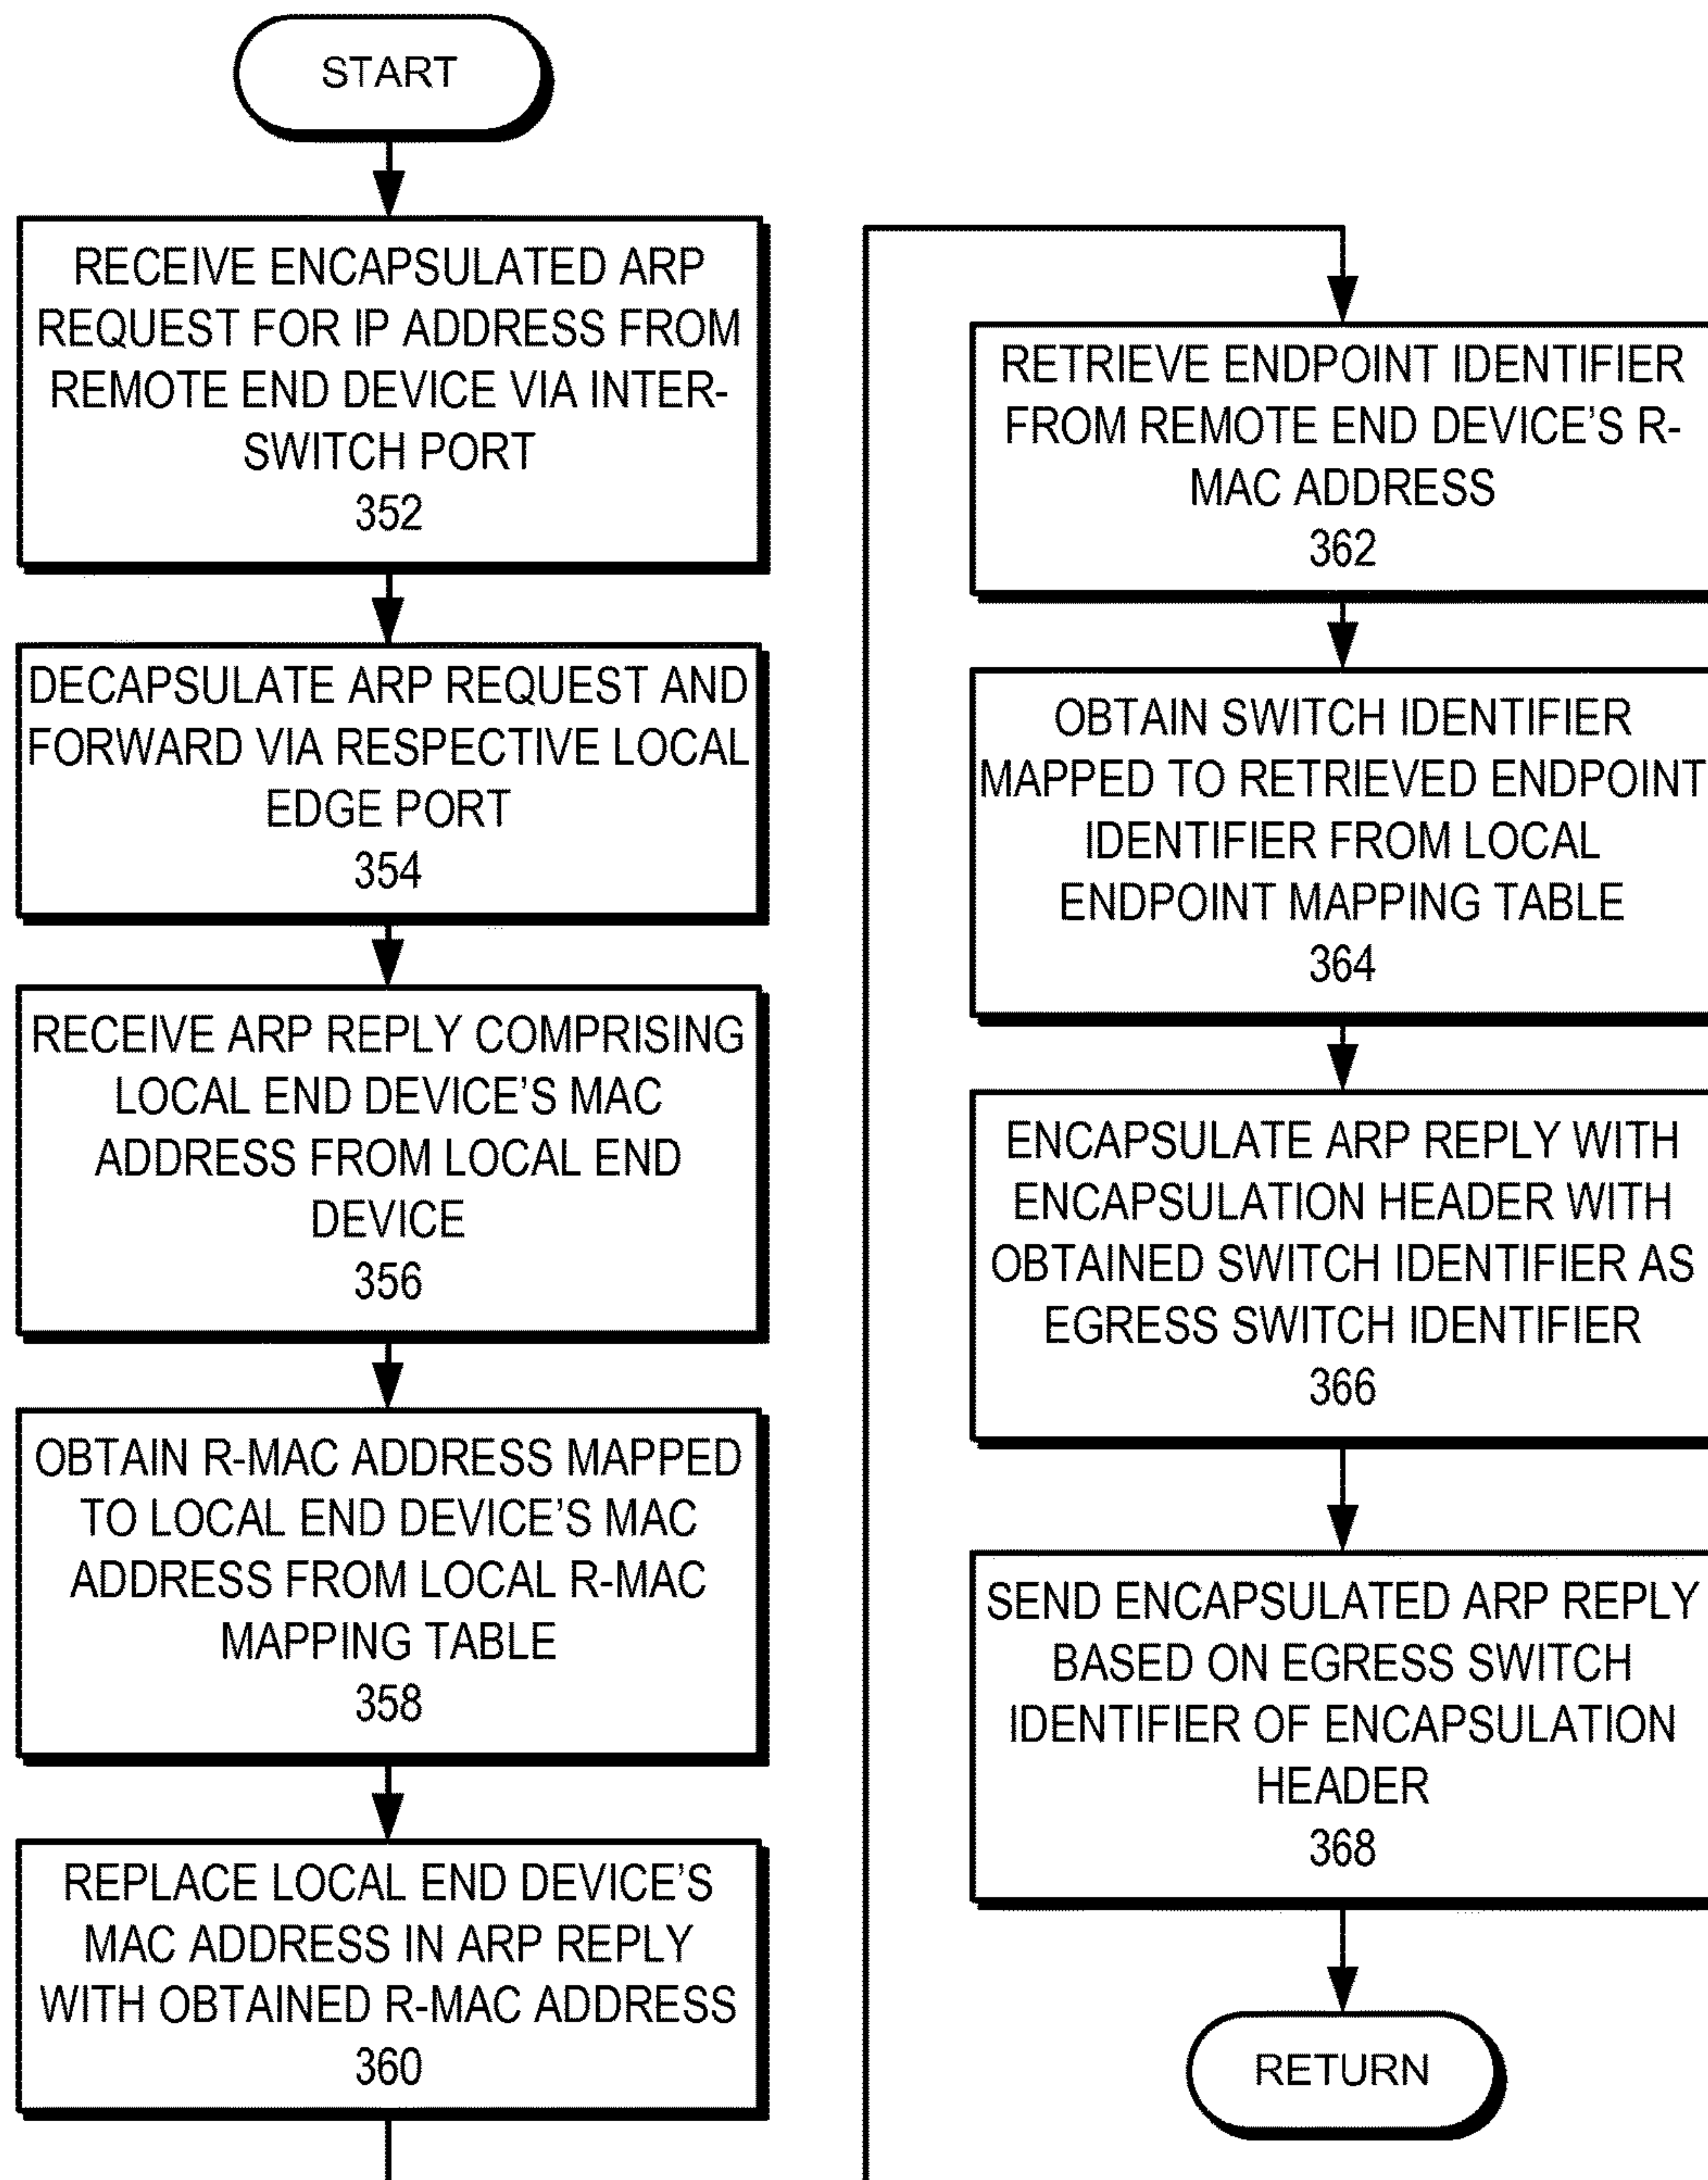 START
RECEIVE ENCAPSULATED ARP
REQUEST FOR IP ADDRESS FROM
REMOTE END DEVICE VIA INTER-
SWITCH PORT
352
DECAPSULATE ARP REQUEST AND
FORWARD VIA RESPECTIVE LOCAL
EDGE PORT
354
RECEIVE ARP REPLY COMPRISING
LOCAL END DEVICE'S MAC
ADDRESS FROM LOCAL END
DEVICE
356
OBTAIN R-MAC ADDRESS MAPPED
TO LOCAL END DEVICE'S MAC
ADDRESS FROM LOCAL R-MAC
MAPPING TABLE
358
REPLACE LOCAL END DEVICE'S
MAC ADDRESS IN ARP REPLY
WITH OBTAINED R-MAC ADDRESS
360
RETRIEVE ENDPOINT IDENTIFIER
FROM REMOTE END DEVICE'S R-
MAC ADDRESS
362
OBTAIN SWITCH IDENTIFIER
MAPPED TO RETRIEVED ENDPOINT
IDENTIFIER FROM LOCAL
ENDPOINT MAPPING TABLE
364
ENCAPSULATE ARP REPLY WITH
ENCAPSULATION HEADER WITH
OBTAINED SWITCH IDENTIFIER AS
EGRESS SWITCH IDENTIFIER
366
SEND ENCAPSULATED ARP REPLY
BASED ON EGRESS SWITCH
IDENTIFIER OF ENCAPSULATION
HEADER
368
RETURN